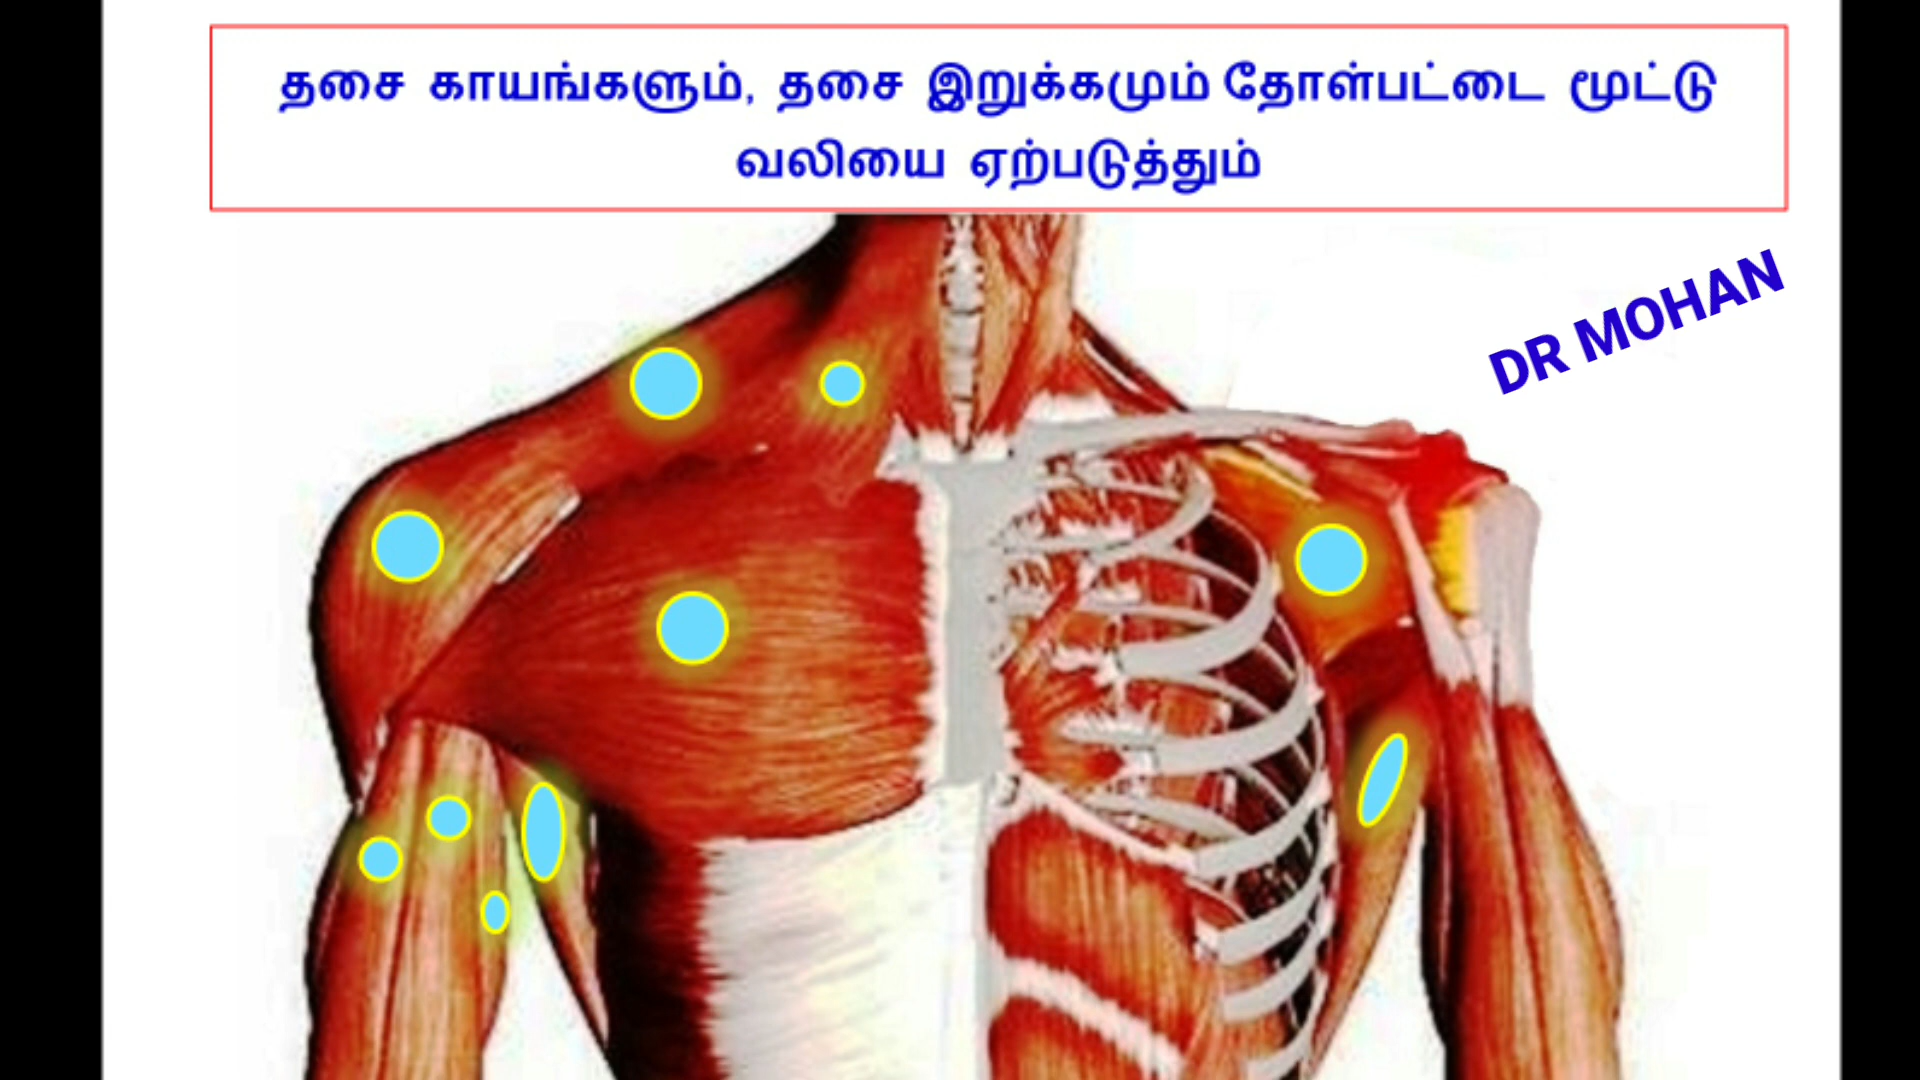 தசை காயங்களும், தசை இறுக்கமும் தோள்பட்டை மூட்டு
வலியை ஏற்படுத்தும்
DR MOHAN